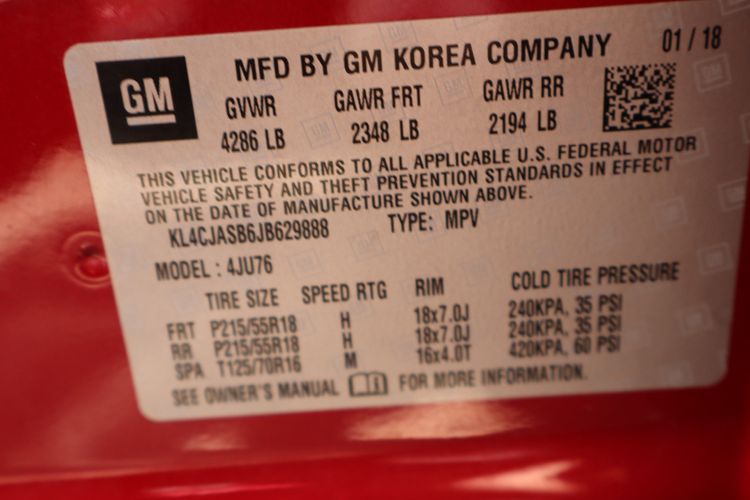 GM
MFD BY GM KOREA COMPANY 01 / 18
GVWR GAWR FRT GAWR RR
4286 LB 2348 LB 2194 LB
THIS VEHICLE CONFORMS TO ALL APPLICABLE U.S. FEDERAL MOTOR
VEHICLE SAFETY AND THEFT PREVENTION STANDARDS IN EFFECT
ON THE DATE OF MANUFACTURE SHOWN ABOVE.
KL4CJASB6JB629888 TYPE: MPV
MODEL : 4JU76
TIRE SIZE SPEED RTG RIM COLD TIRE PRESSURE
FRT P215/55R18 H 18x7.0J 240KPA, 35 PSI
RR P215/55R18 H 18x7.0J 240KPA, 35 PSI
SPA T125/70R16 M 16x4.0T 420KPA, 60 PSI
SEE OWNER'S MANUAL FOR MORE INFORMATION.